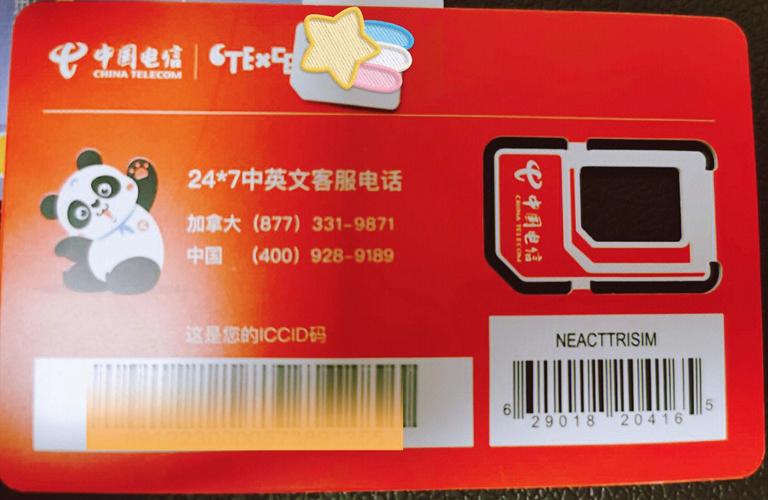 中国电信
CHINA TELECOM
24*7中英文客服电话
加拿大 (877) 331-9871
中国 (400) 928-9189
这是您的ICCID码
中国电信
CHINA TELECOM
NEACTTRISIM
6 29018 20416 5